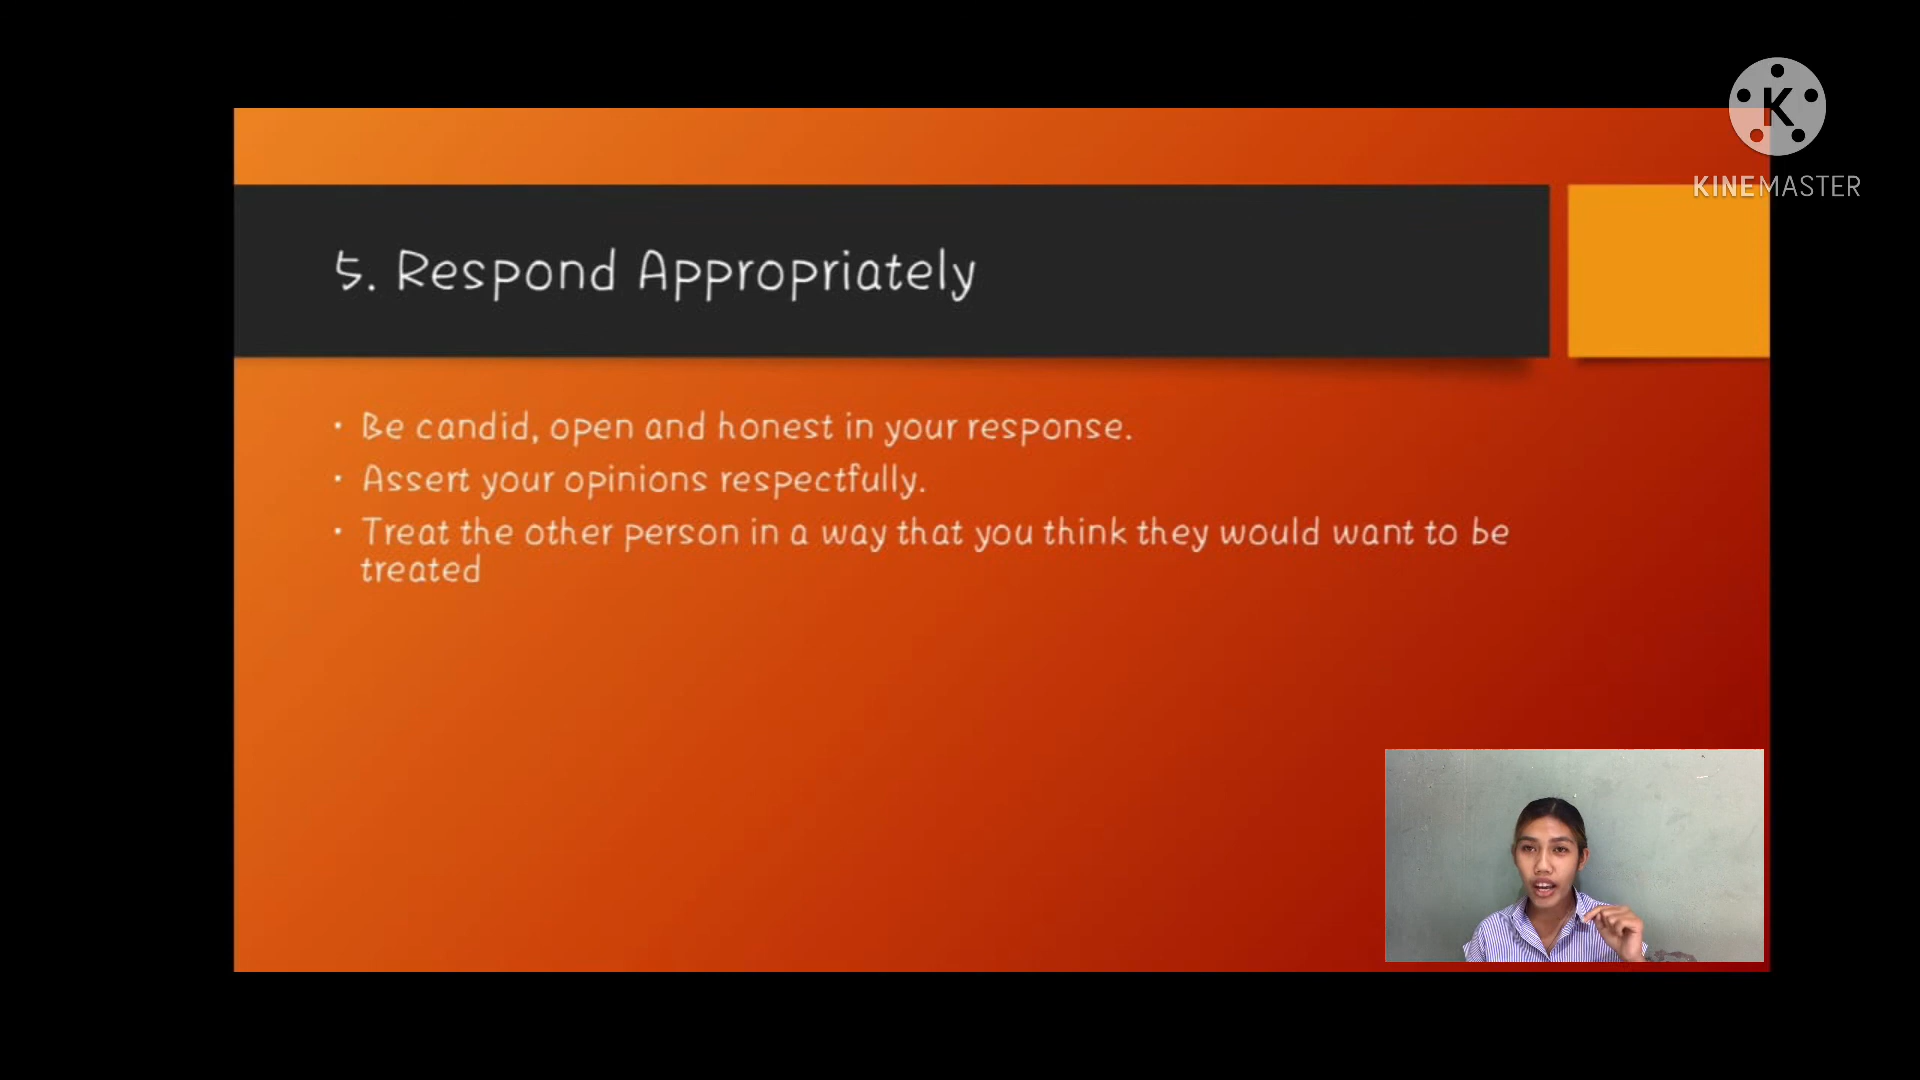 K
KINEMASTER
5. Respond Appropriately
• Be candid, open and honest in your response.
• Assert your opinions respectfully.
• Treat the other person in a way that you think they would want to be
treated